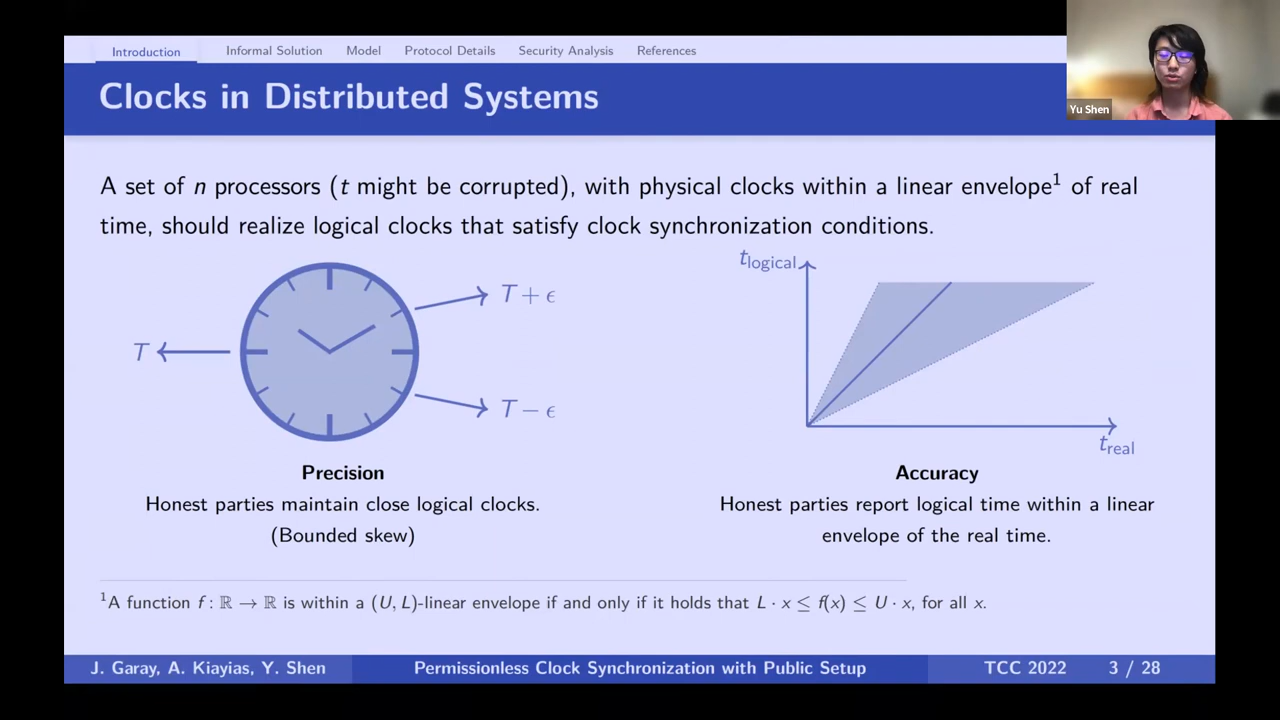 Introduction Informal Solution Model Protocol Details Security Analysis References
Clocks in Distributed Systems
Yu Shen
A set of n processors (t might be corrupted), with physical clocks within a linear envelope¹ of real
time, should realize logical clocks that satisfy clock synchronization conditions.
T
T + ϵ
T − ϵ
Precision
Honest parties maintain close logical clocks.
(Bounded skew)
t_logical
t_real
Accuracy
Honest parties report logical time within a linear
envelope of the real time.
¹A function f : ℝ → ℝ is within a (U, L)-linear envelope if and only if it holds that L · x ≤ f(x) ≤ U · x, for all x.
J. Garay, A. Kiayias, Y. Shen Permissionless Clock Synchronization with Public Setup TCC 2022 3 / 28